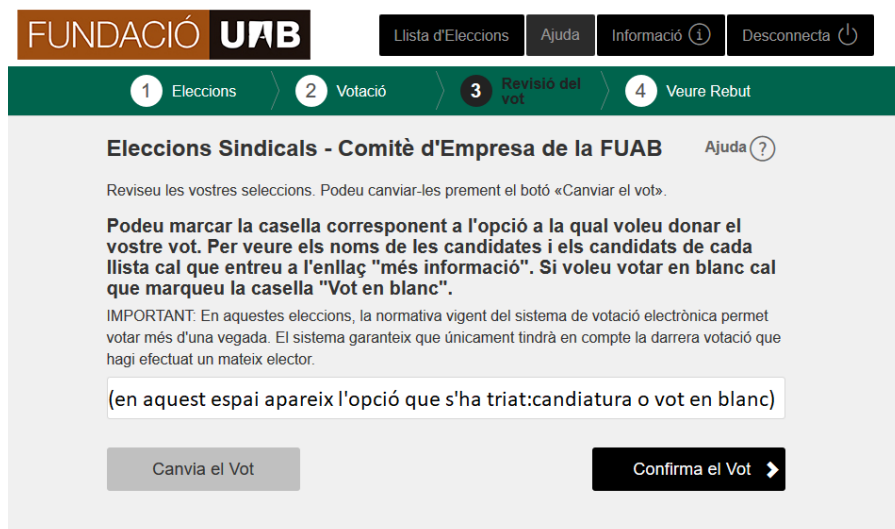 FUNDACIÓ UAB
Llista d'Eleccions
Ajuda
Informació i
Desconnecta
1 Eleccions
2 Votació
3 Revisiò del
vot
4 Veure Rebut
Eleccions Sindicals - Comitè d'Empresa de la FUAB
Ajuda ?
Reviseu les vostres seleccions. Podeu canviar-les prement el botó «Canviar el vot».
Podeu marcar la casella corresponent a l'opció a la qual voleu donar el
vostre vot. Per veure els noms de les candidates i els candidats de cada
llista cal que entreu a l'enllaç "més informació". Si voleu votar en blanc cal
que marqueu la casella "Vot en blanc".
IMPORTANT: En aquestes eleccions, la normativa vigent del sistema de votació electrònica permet
votar més d'una vegada. El sistema garanteix que únicament tindrà en compte la darrera votació que
hagi efectuat un mateix elector.
(en aquest espai apareix l'opció que s'ha triat:candiatura o vot en blanc)
Canvia el Vot
Confirma el Vot